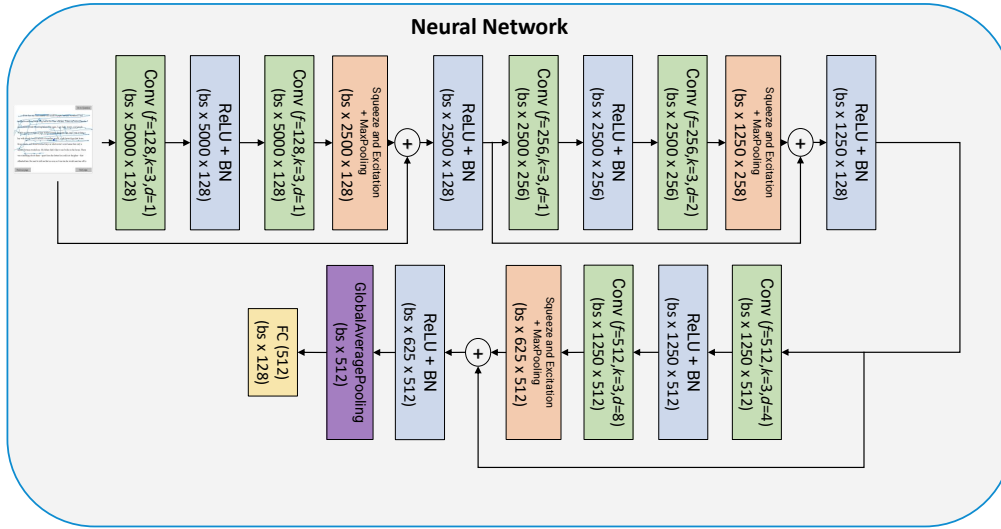 Neural Network
Conv (f=128,k=3,d=1)
(bs x 5000 x 128)
ReLU + BN
(bs x 5000 x 128)
Conv (f=128,k=3,d=1)
(bs x 5000 x 128)
Squeeze and Excitation
+ MaxPooling
(bs x 2500 x 128)
+
ReLU + BN
(bs x 2500 x 128)
Conv (f=256,k=3,d=1)
(bs x 2500 x 256)
ReLU + BN
(bs x 2500 x 256)
Conv (f=256,k=3,d=2)
(bs x 2500 x 256)
Squeeze and Excitation
+ MaxPooling
(bs x 1250 x 258)
+
ReLU + BN
(bs x 1250 x 128)
Conv (f=512,k=3,d=4)
(bs x 1250 x 512)
ReLU + BN
(bs x 1250 x 512)
Conv (f=512,k=3,d=8)
(bs x 1250 x 512)
Squeeze and Excitation
+ MaxPooling
(bs x 625 x 512)
+
ReLU + BN
(bs x 625 x 512)
GlobalAveragePooling
(bs x 512)
FC (512)
(bs x 128)